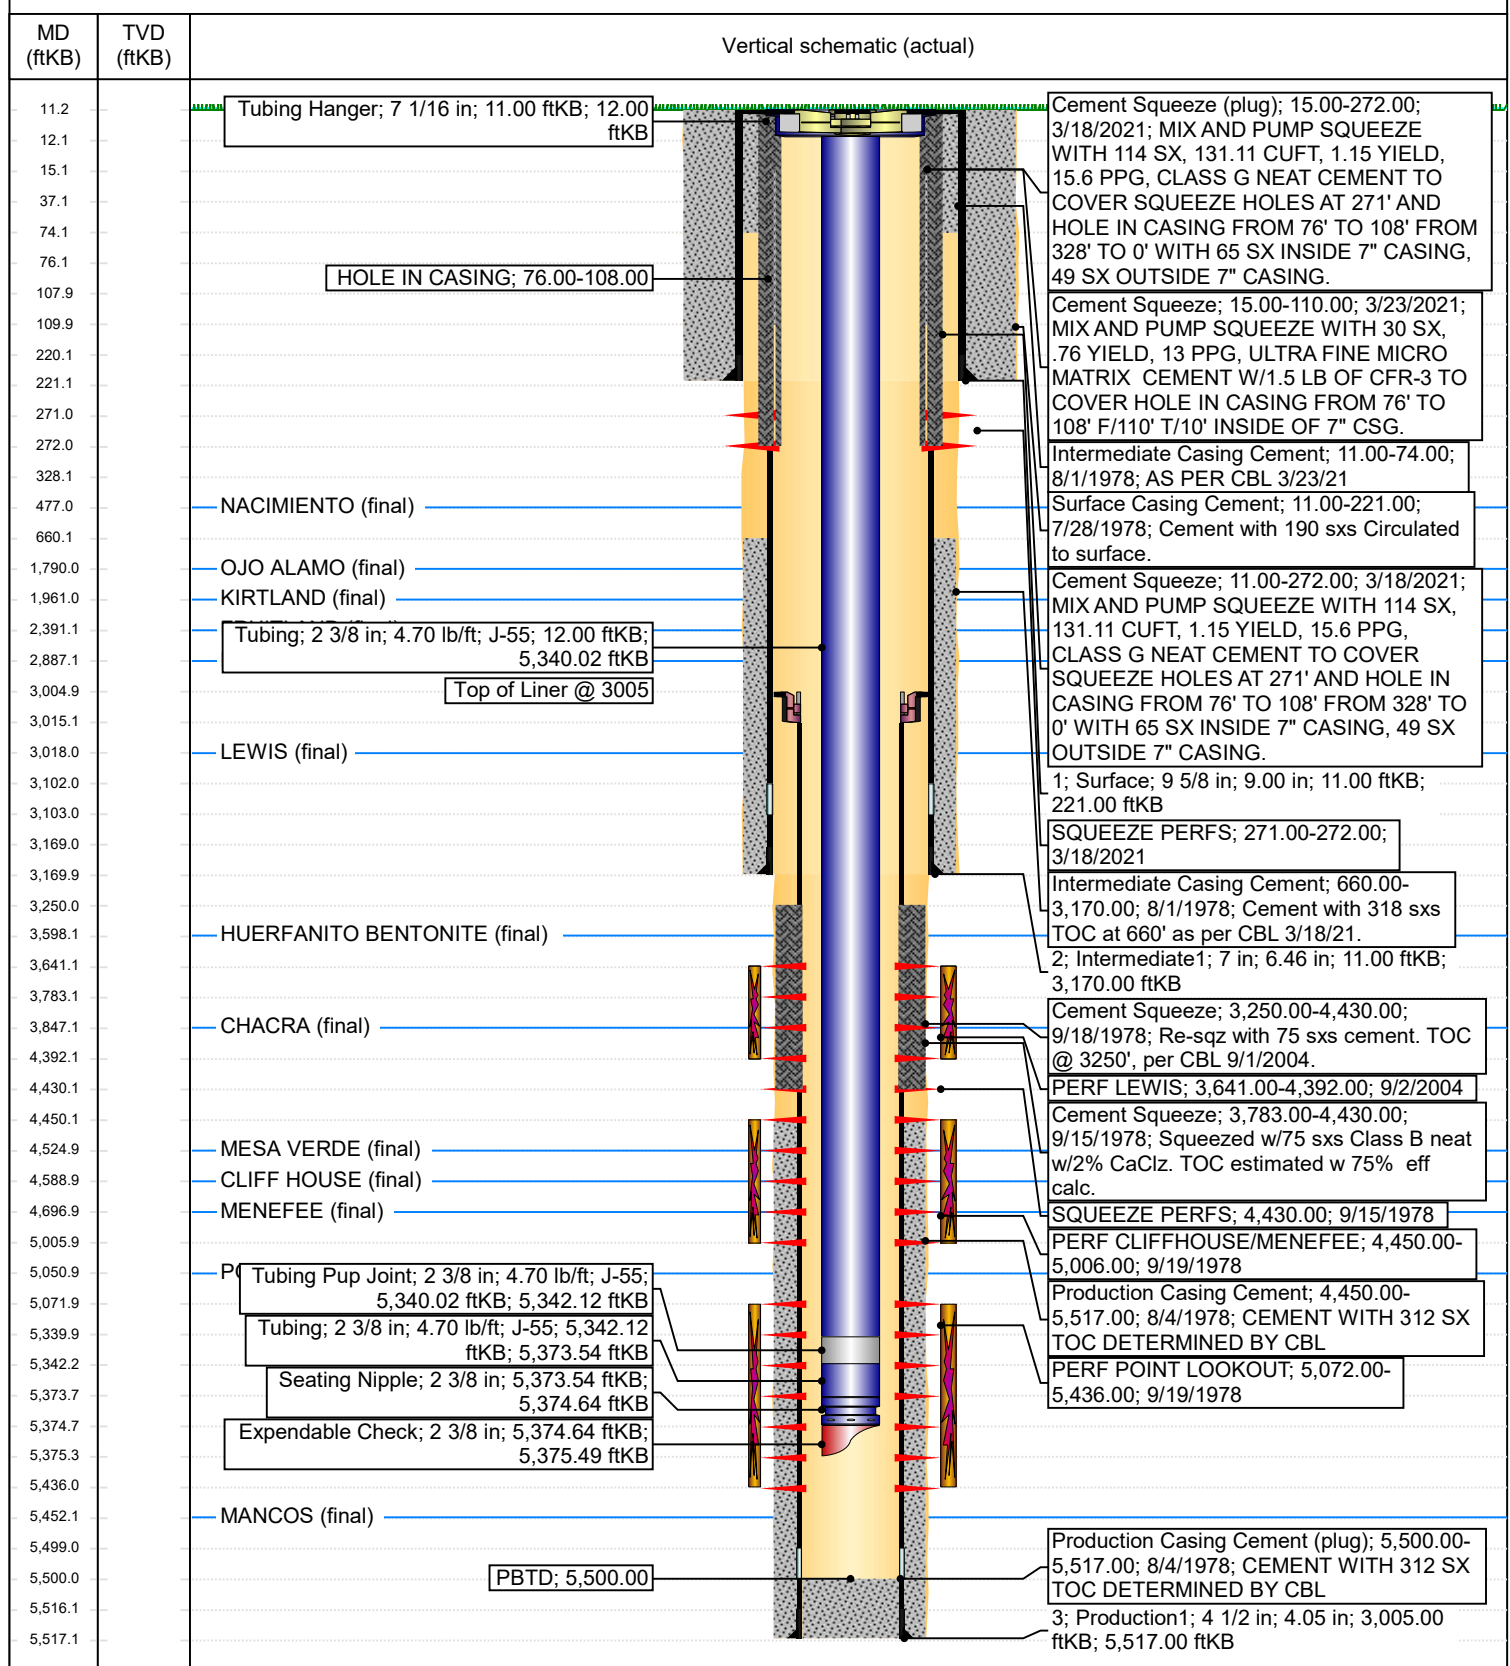 MD
(ftKB)
TVD
(ftKB)
Vertical schematic (actual)
11.2
12.1
15.1
37.1
74.1
76.1
107.9
109.9
220.1
221.1
271.0
272.0
328.1
477.0
660.1
1,790.0
1,961.0
2,391.1
2,887.1
3,004.9
3,015.1
3,018.0
3,102.0
3,103.0
3,169.0
3,169.9
3,250.0
3,598.1
3,641.1
3,783.1
3,847.1
4,392.1
4,430.1
4,450.1
4,524.9
4,588.9
4,696.9
5,005.9
5,050.9
5,071.9
5,339.9
5,342.2
5,373.7
5,374.7
5,375.3
5,436.0
5,452.1
5,499.0
5,500.0
5,516.1
5,517.1
Tubing Hanger; 7 1/16 in; 11.00 ftKB; 12.00
ftKB
HOLE IN CASING; 76.00-108.00
NACIMIENTO (final)
OJO ALAMO (final)
KIRTLAND (final)
Tubing; 2 3/8 in; 4.70 lb/ft; J-55; 12.00 ftKB;
5,340.02 ftKB
Top of Liner @ 3005
LEWIS (final)
HUERFANITO BENTONITE (final)
CHACRA (final)
MESA VERDE (final)
CLIFF HOUSE (final)
MENEFEE (final)
Tubing Pup Joint; 2 3/8 in; 4.70 lb/ft; J-55;
5,340.02 ftKB; 5,342.12 ftKB
Tubing; 2 3/8 in; 4.70 lb/ft; J-55; 5,342.12
ftKB; 5,373.54 ftKB
Seating Nipple; 2 3/8 in; 5,373.54 ftKB;
5,374.64 ftKB
Expendable Check; 2 3/8 in; 5,374.64 ftKB;
5,375.49 ftKB
MANCOS (final)
PBTD; 5,500.00
Cement Squeeze (plug); 15.00-272.00;
3/18/2021; MIX AND PUMP SQUEEZE
WITH 114 SX, 131.11 CUFT, 1.15 YIELD,
15.6 PPG, CLASS G NEAT CEMENT TO
COVER SQUEEZE HOLES AT 271' AND
HOLE IN CASING FROM 76' TO 108' FROM
328' TO 0' WITH 65 SX INSIDE 7" CASING,
49 SX OUTSIDE 7" CASING.
Cement Squeeze; 15.00-110.00; 3/23/2021;
MIX AND PUMP SQUEEZE WITH 30 SX,
.76 YIELD, 13 PPG, ULTRA FINE MICRO
MATRIX CEMENT W/1.5 LB OF CFR-3 TO
COVER HOLE IN CASING FROM 76' TO
108' F/110' T/10' INSIDE OF 7" CSG.
Intermediate Casing Cement; 11.00-74.00;
8/1/1978; AS PER CBL 3/23/21
Surface Casing Cement; 11.00-221.00;
7/28/1978; Cement with 190 sxs Circulated
to surface.
Cement Squeeze; 11.00-272.00; 3/18/2021;
MIX AND PUMP SQUEEZE WITH 114 SX,
131.11 CUFT, 1.15 YIELD, 15.6 PPG,
CLASS G NEAT CEMENT TO COVER
SQUEEZE HOLES AT 271' AND HOLE IN
CASING FROM 76' TO 108' FROM 328' TO
0' WITH 65 SX INSIDE 7" CASING, 49 SX
OUTSIDE 7" CASING.
1; Surface; 9 5/8 in; 9.00 in; 11.00 ftKB;
221.00 ftKB
SQUEEZE PERFS; 271.00-272.00;
3/18/2021
Intermediate Casing Cement; 660.00-
3,170.00; 8/1/1978; Cement with 318 sxs
TOC at 660' as per CBL 3/18/21.
2; Intermediate1; 7 in; 6.46 in; 11.00 ftKB;
3,170.00 ftKB
Cement Squeeze; 3,250.00-4,430.00;
9/18/1978; Re-sqz with 75 sxs cement. TOC
@ 3250', per CBL 9/1/2004.
PERF LEWIS; 3,641.00-4,392.00; 9/2/2004
Cement Squeeze; 3,783.00-4,430.00;
9/15/1978; Squeezed w/75 sxs Class B neat
w/2% CaClz. TOC estimated w 75% eff
calc.
SQUEEZE PERFS; 4,430.00; 9/15/1978
PERF CLIFFHOUSE/MENEFEE; 4,450.00-
5,006.00; 9/19/1978
Production Casing Cement; 4,450.00-
5,517.00; 8/4/1978; CEMENT WITH 312 SX
TOC DETERMINED BY CBL
PERF POINT LOOKOUT; 5,072.00-
5,436.00; 9/19/1978
Production Casing Cement (plug); 5,500.00-
5,517.00; 8/4/1978; CEMENT WITH 312 SX
TOC DETERMINED BY CBL
3; Production1; 4 1/2 in; 4.05 in; 3,005.00
ftKB; 5,517.00 ftKB